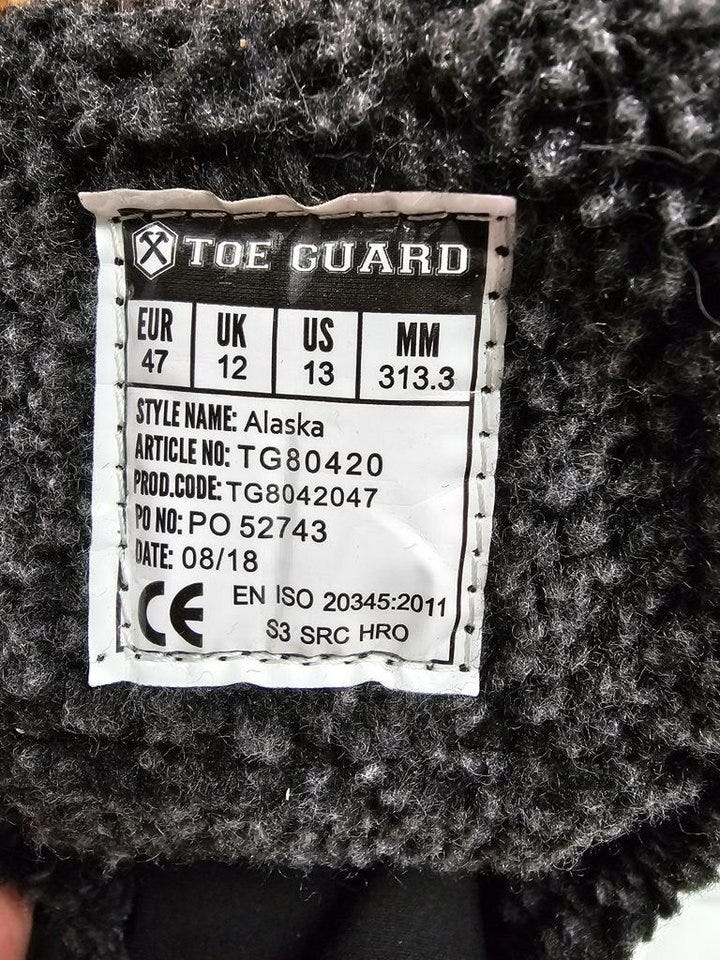 TOE GUARD
EUR UK US MM
47 12 13 313.3
STYLE NAME: Alaska
ARTICLE NO: TG80420
PROD.CODE: TG8042047
PO NO: PO 52743
DATE: 08/18
CE EN ISO 20345:2011
S3 SRC HRO